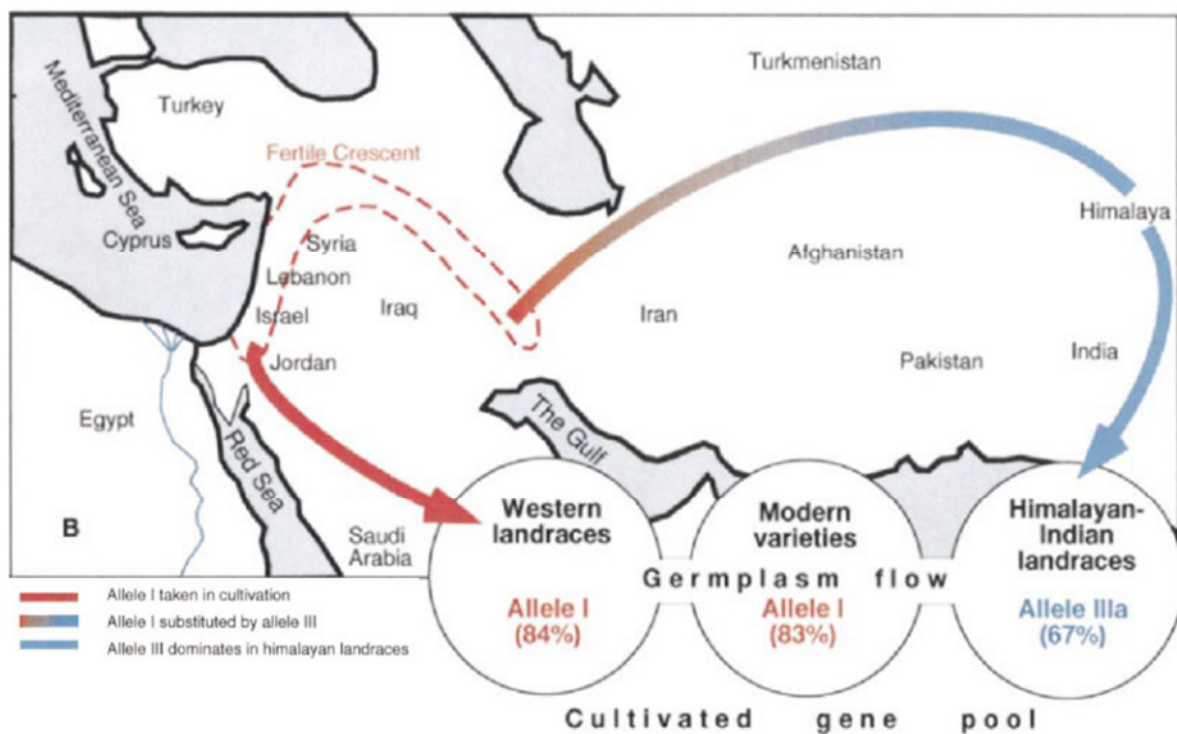 Turkmenistan
Mediterranean Sea
Turkey
Fertile Crescent
Himalaya
Cyprus
Syria
Afghanistan
Lebanon
Iraq
Iran
Israel
India
Jordan
Pakistan
Egypt
The Gulf
Red Sea
B
Saudi
Arabia
Western
landraces
Modern
varieties
Himalayan-
Indian
landraces
Germplasm flow
Allele I
(84%)
Allele I
(83%)
Allele IIIa
(67%)
Allele I taken in cultivation
Allele I substituted by allele III
Allele III dominates in himalayan landraces
Cultivated gene pool